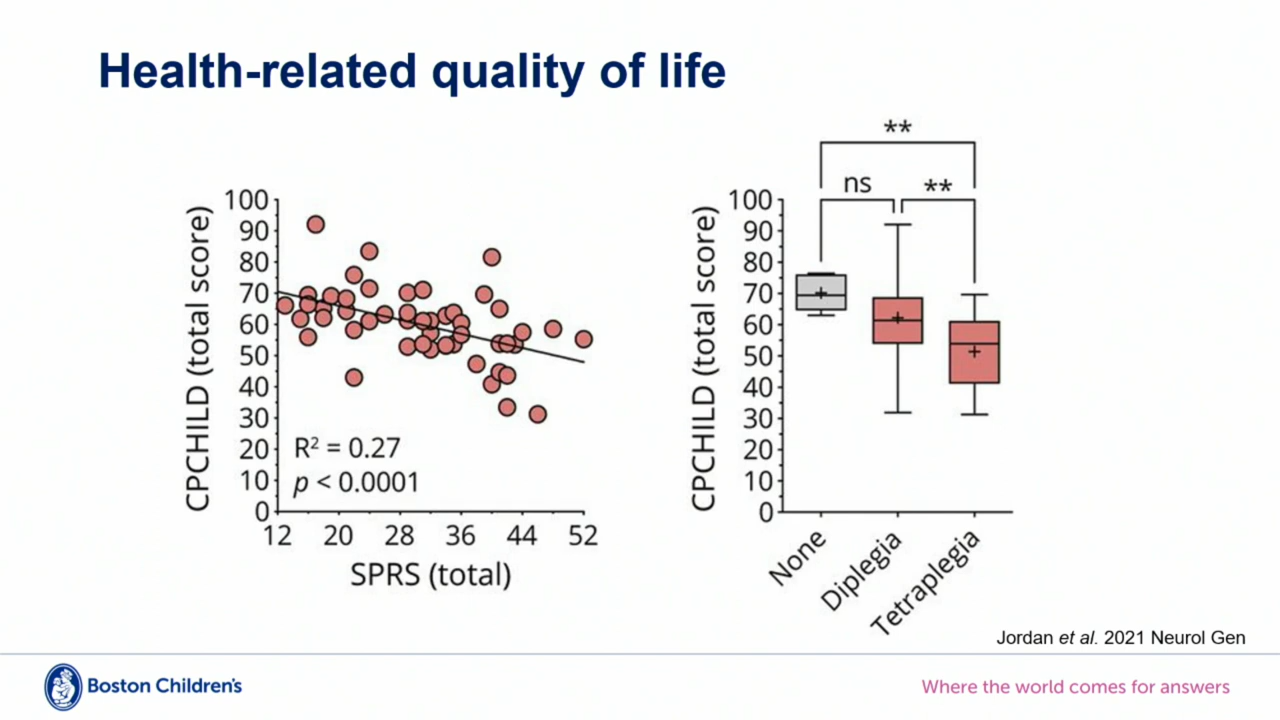 Health-related quality of life
CPCHILD (total score)
100
90
80
70
60
50
40
30
20
10
0
R² = 0.27
p < 0.0001
12 20 28 36 44 52
SPRS (total)
**
ns **
CPCHILD (total score)
100
90
80
70
60
50
40
30
20
10
0
None
Diplegia
Tetraplegia
Jordan et al. 2021 Neurol Gen
Boston Children's
Where the world comes for answers